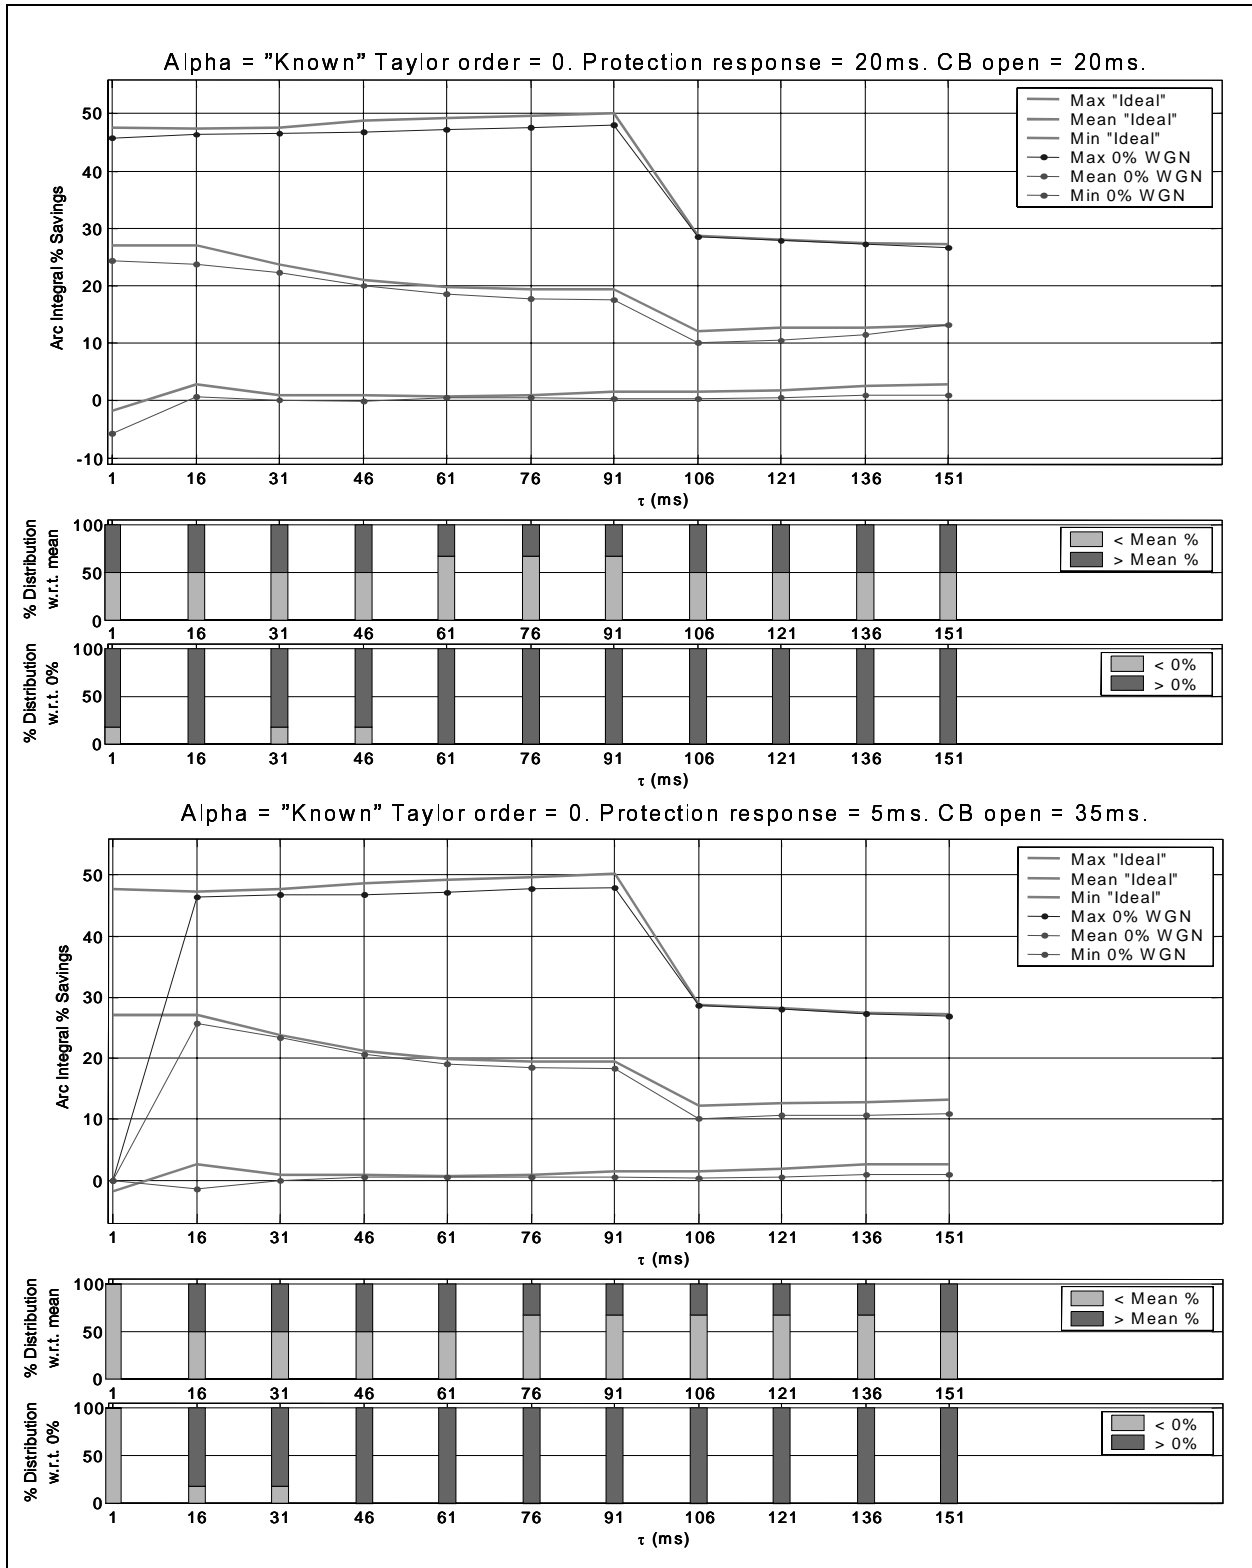 Alpha = "Known" Taylor order = 0. Protection response = 20ms. CB open = 20ms.
Max "Ideal"
Mean "Ideal"
Min "Ideal"
Max 0% WGN
Mean 0% WGN
Min 0% WGN
Arc Integral % Savings
50
40
30
20
10
0
-10
1 16 31 46 61 76 91 106 121 136 151
τ (ms)
% Distribution
w.r.t. mean
100
50
0
< Mean %
> Mean %
1 16 31 46 61 76 91 106 121 136 151
% Distribution
w.r.t. 0%
100
50
0
< 0%
> 0%
1 16 31 46 61 76 91 106 121 136 151
τ (ms)
Alpha = "Known" Taylor order = 0. Protection response = 5ms. CB open = 35ms.
Max "Ideal"
Mean "Ideal"
Min "Ideal"
Max 0% WGN
Mean 0% WGN
Min 0% WGN
Arc Integral % Savings
50
40
30
20
10
0
1 16 31 46 61 76 91 106 121 136 151
τ (ms)
% Distribution
w.r.t. mean
100
50
0
< Mean %
> Mean %
1 16 31 46 61 76 91 106 121 136 151
% Distribution
w.r.t. 0%
100
50
0
< 0%
> 0%
1 16 31 46 61 76 91 106 121 136 151
τ (ms)